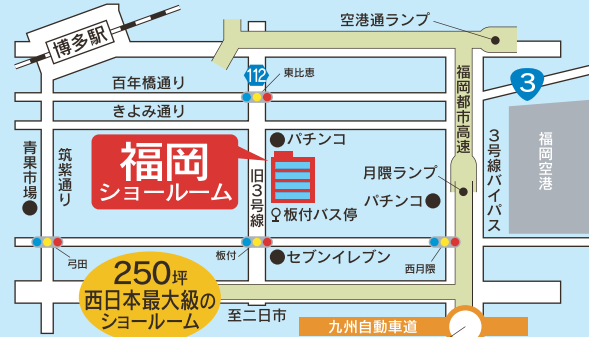 空港通ランプ
博多駅
112
東比恵
3
百年橋通り
福岡都市高速
きよみ通り
パチンコ
3号線バイパス
福岡空港
青果市場
筑紫通り
福岡
ショールーム
旧3号線
月隈ランプ
パチンコ
板付バス停
弓田
板付
セブンイレブン
西月隈
250坪
西日本最大級の
ショールーム
至二日市
九州自動車道